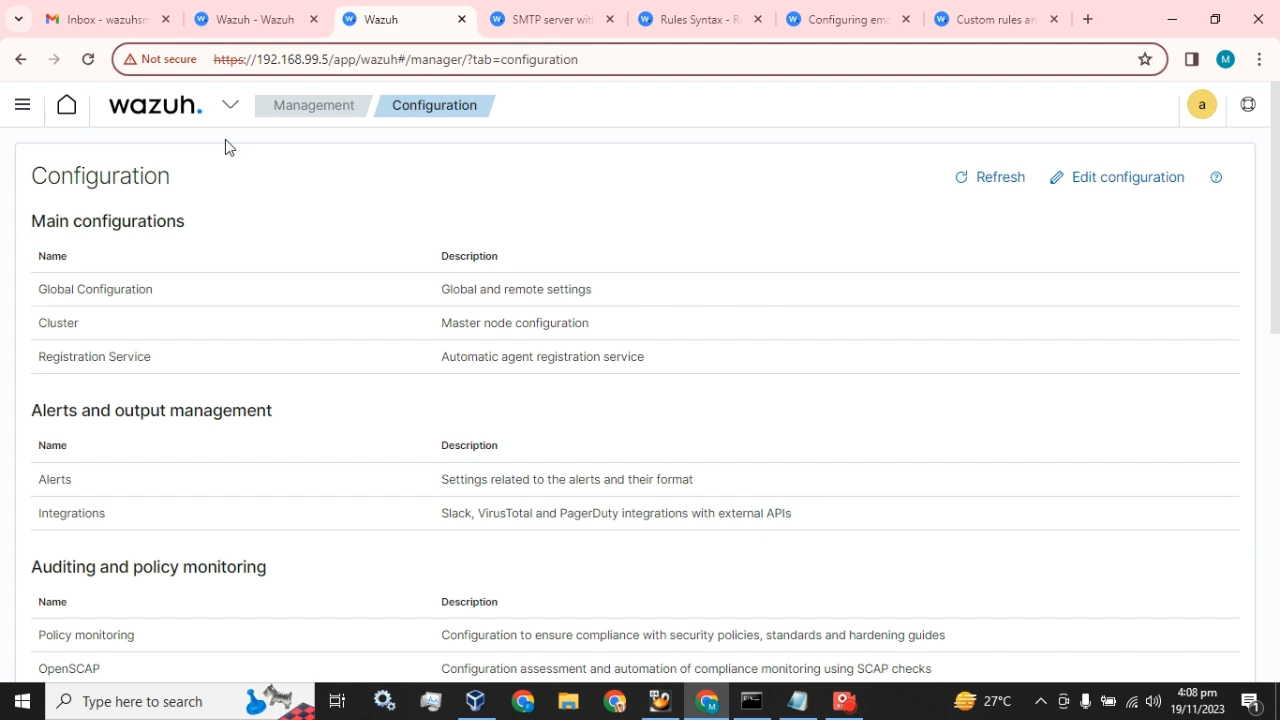 Inbox - wazuhsm
Wazuh - Wazuh
Wazuh
SMTP server with
Rules Syntax - R
Configuring ema
Custom rules an
Not secure
https://192.168.99.5/app/wazuh#/manager/?tab=configuration
M
wazuh.
Management
Configuration
a
Configuration
Refresh
Edit configuration
Main configurations
Name Description
Global Configuration Global and remote settings
Cluster Master node configuration
Registration Service Automatic agent registration service
Alerts and output management
Name Description
Alerts Settings related to the alerts and their format
Integrations Slack, VirusTotal and PagerDuty integrations with external APIs
Auditing and policy monitoring
Name Description
Policy monitoring Configuration to ensure compliance with security policies, standards and hardening guides
OpenSCAP Configuration assessment and automation of compliance monitoring using SCAP checks
Type here to search
27°C
4:08 pm
19/11/2023
1